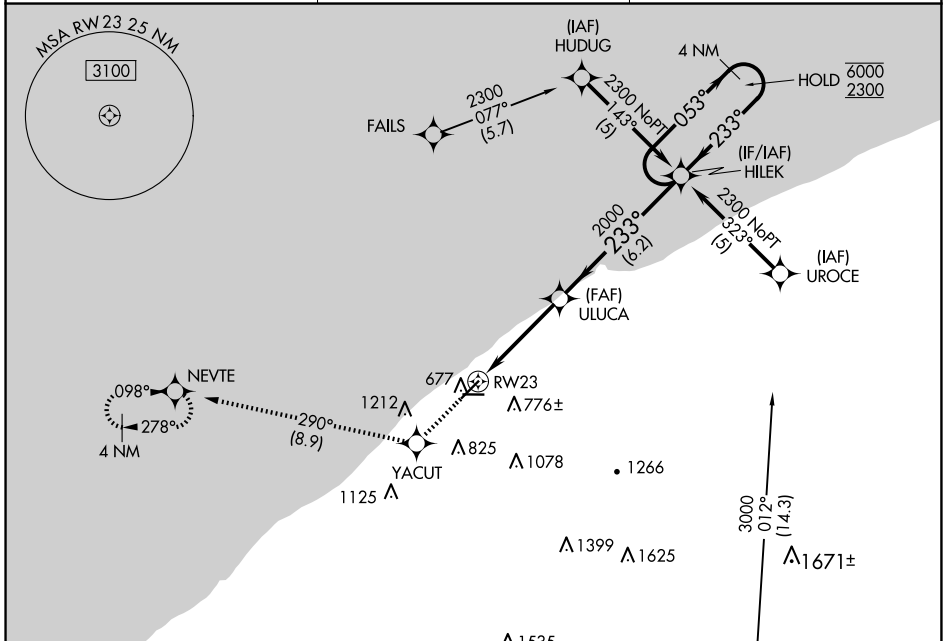 MSA RW23 25 NM
3100
(IAF)
HUDUG
4 NM
HOLD 6000
2300
053°
233°
FAILS
2300
077°
(5.7)
2300 NoPT
143°
(5)
(IF/IAF)
HILEK
2300 NoPT
323°
(5)
(IAF)
UROCE
2000
233°
(6.2)
(FAF)
ULUCA
NEVTE
098°
278°
4 NM
290°
(8.9)
677
RW23
1212
776±
YACUT
825
1078
1266
1125
1399
1625
3000
012°
(14.3)
1671±
1535